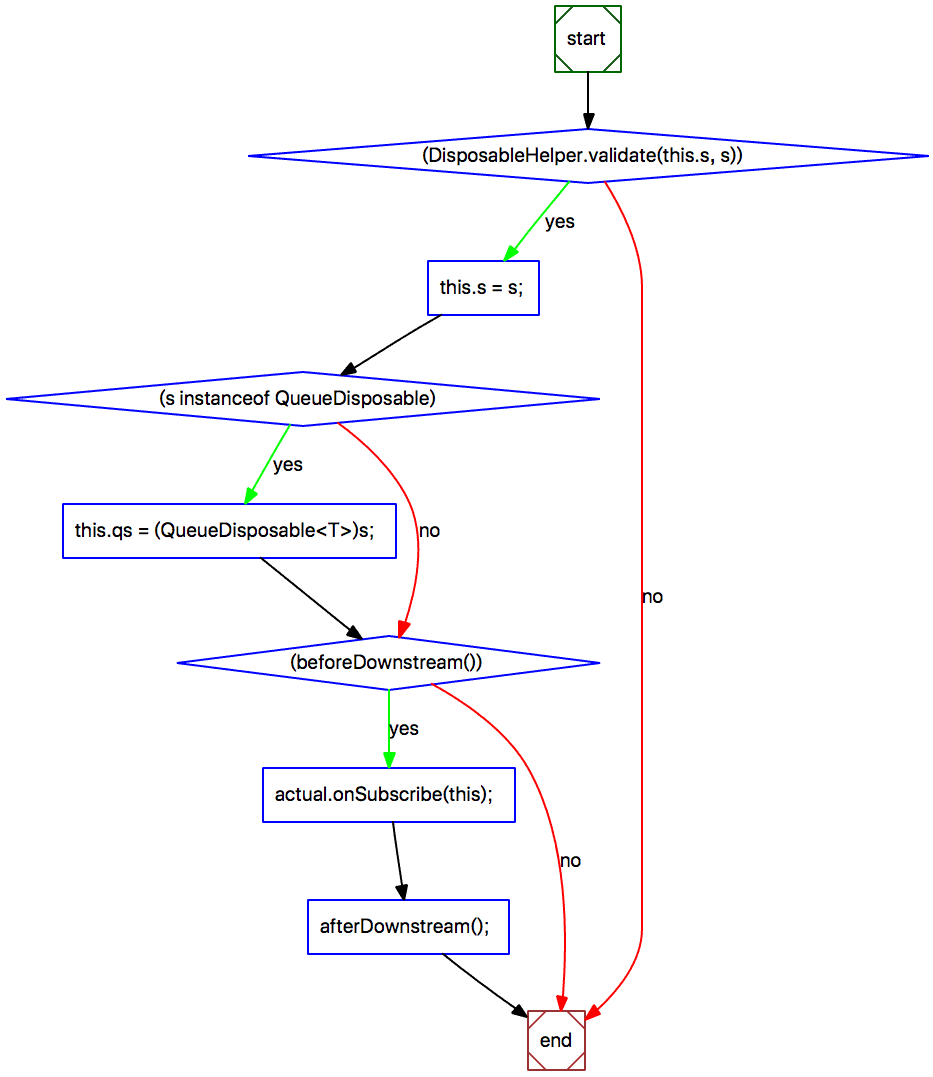 start
(DisposableHelper.validate(this.s, s))
yes
this.s = s;
(s instanceof QueueDisposable)
yes
this.qs = (QueueDisposable<T>)s;
no
no
(beforeDownstream())
yes
actual.onSubscribe(this);
no
afterDownstream();
end